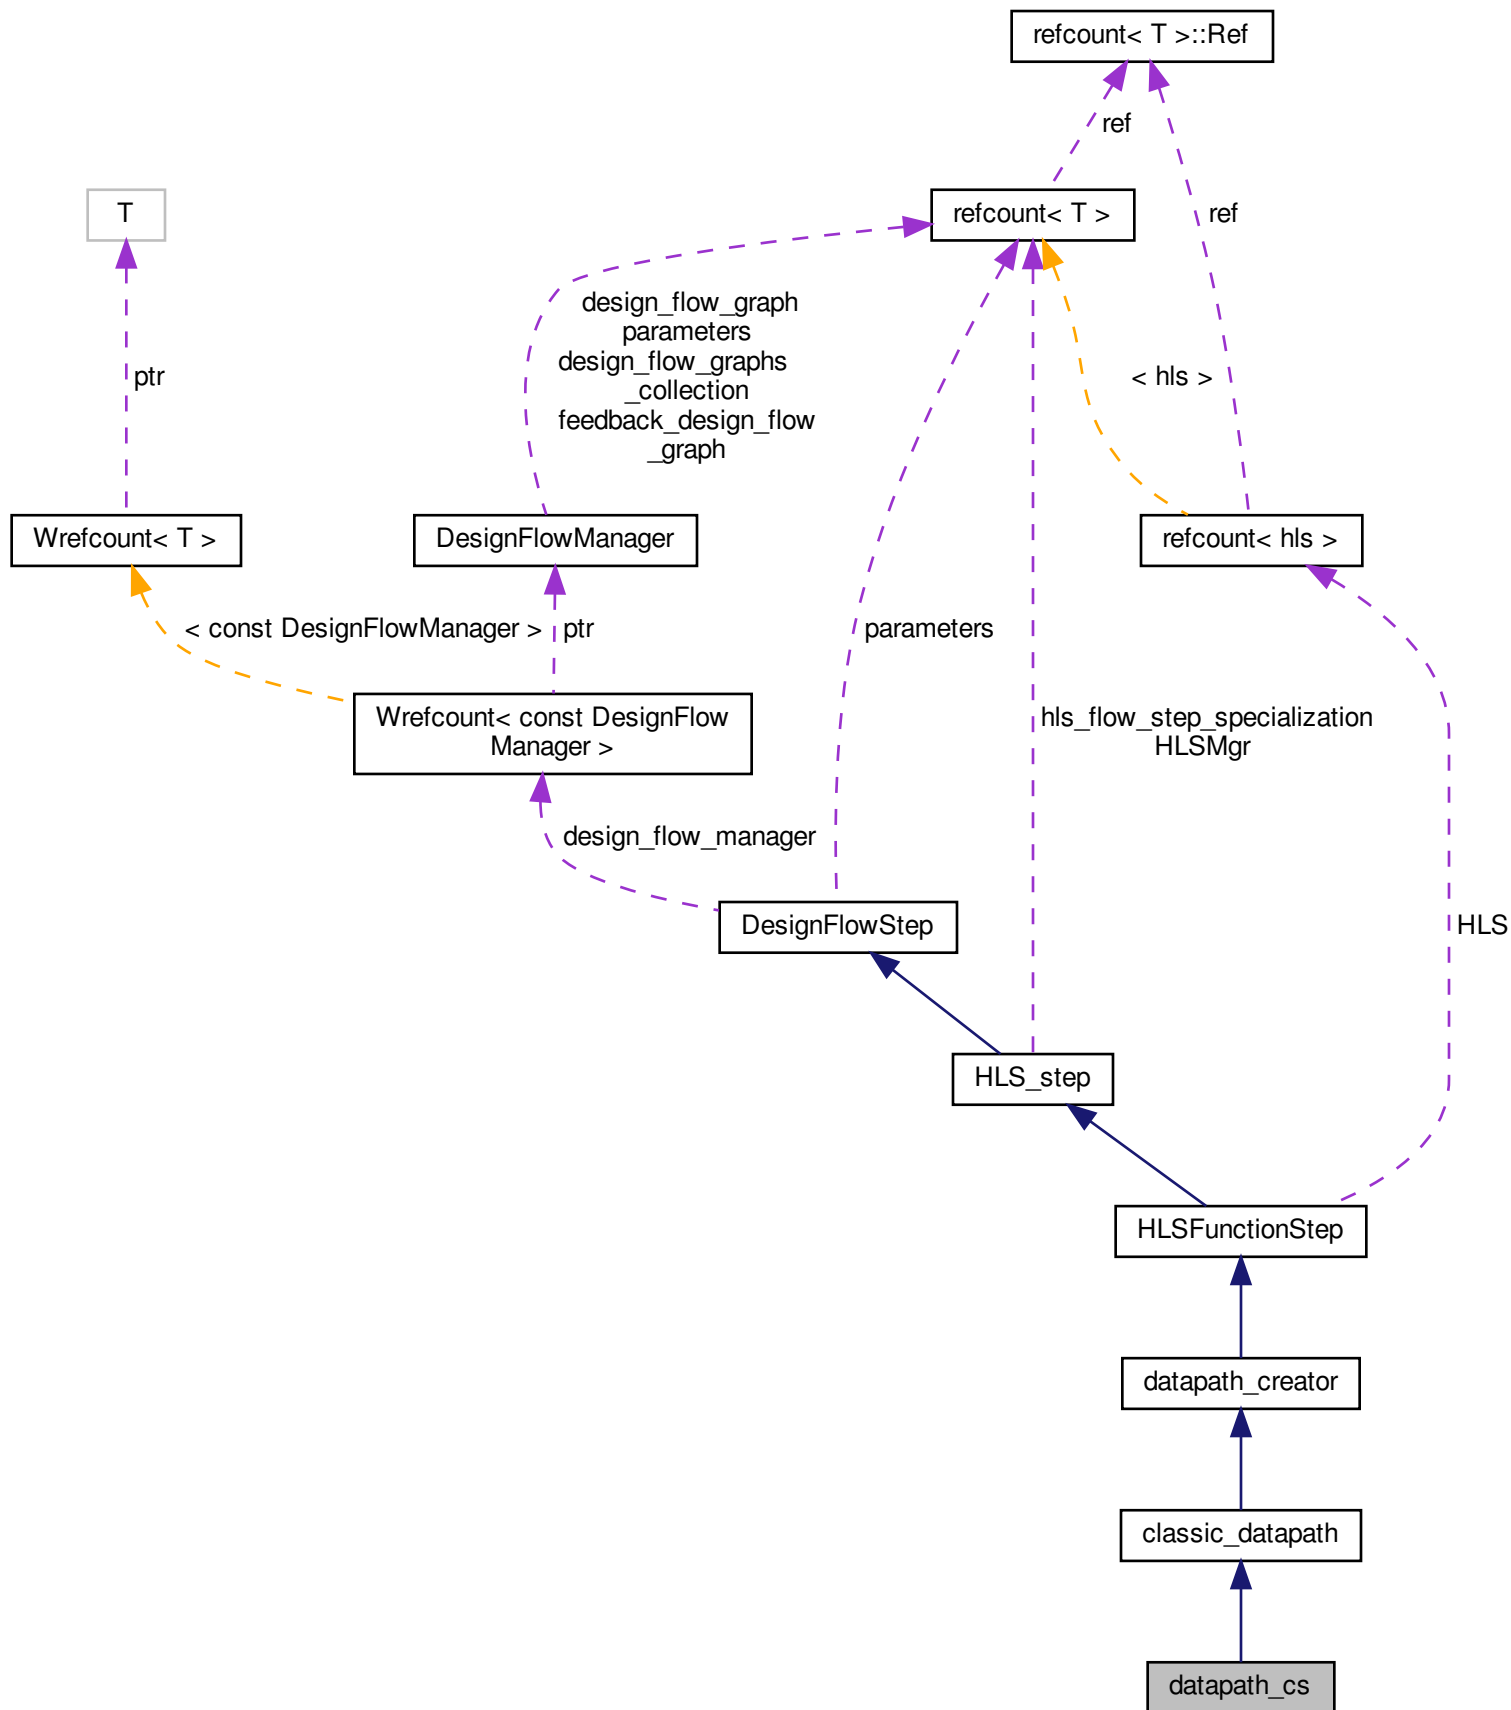 refcount< T >::Ref
ref
T
refcount< T >
ref
design_flow_graph
parameters
design_flow_graphs
_collection
feedback_design_flow
_graph
ptr
< hls >
Wrefcount< T >
DesignFlowManager
refcount< hls >
< const DesignFlowManager >
ptr
parameters
Wrefcount< const DesignFlow
Manager >
hls_flow_step_specialization
HLSMgr
design_flow_manager
DesignFlowStep
HLS
HLS_step
HLSFunctionStep
datapath_creator
classic_datapath
datapath_cs